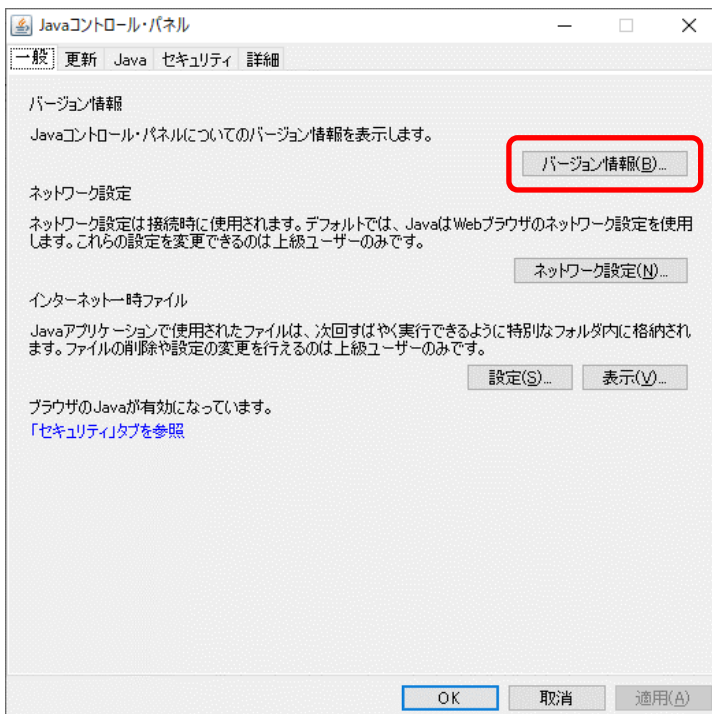 Javaコントロール・パネル
一般 更新 Java セキュリティ 詳細
バージョン情報
Javaコントロール・パネルについてのバージョン情報を表示します。
バージョン情報(B)...
ネットワーク設定
ネットワーク設定は接続時に使用されます。デフォルトでは、JavaはWebブラウザのネットワーク設定を使用
します。これらの設定を変更できるのは上級ユーザーのみです。
ネットワーク設定(N)...
インターネット一時ファイル
Javaアプリケーションで使用されたファイルは、次回すばやく実行できるように特別なフォルダ内に格納され
ます。ファイルの削除や設定の変更を行えるのは上級ユーザーのみです。
設定(S)... 表示(V)...
ブラウザのJavaが有効になっています。
「セキュリティ」タブを参照
OK 取消 適用(A)